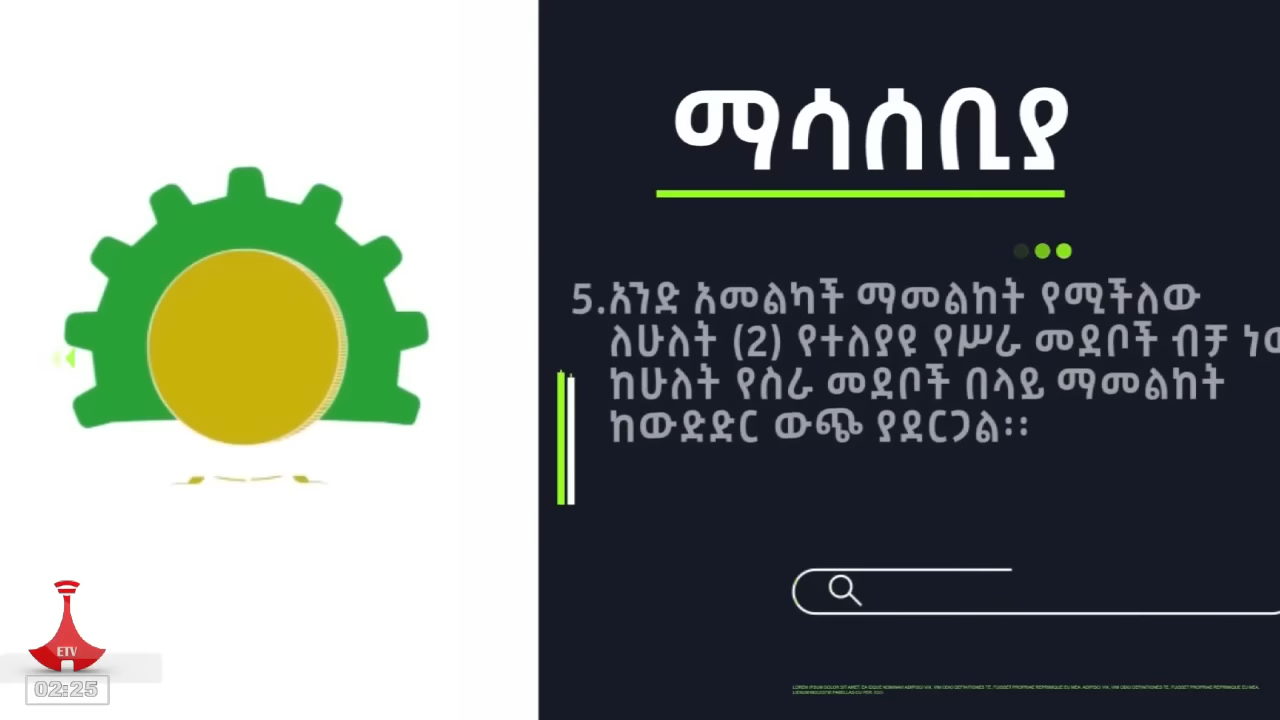 ማሳሰቢያ
5.አንድ አመልካች ማመልከት የሚችለው
ለሁለት (2) የተለያዩ የሥራ መደቦች ብቻ
ከሁለት የስራ መደቦች በላይ ማመልከት
ከውድድር ውጭ ያደርጋል፡፡
ETV
02:25